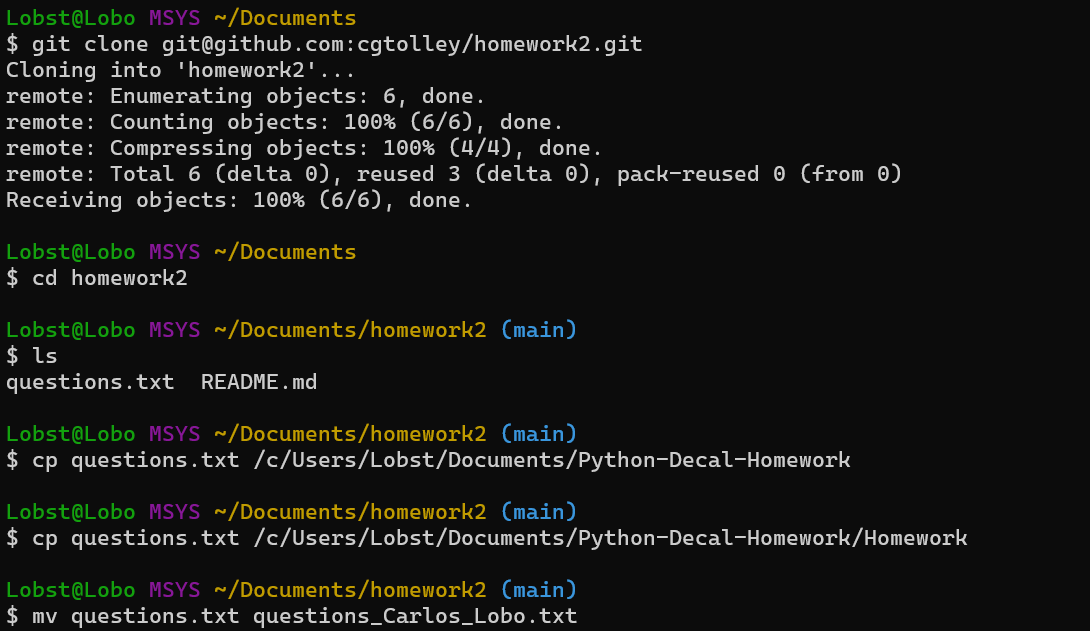 Lobst@Lobo MSYS ~/Documents
$ git clone git@github.com:cgtolley/homework2.git
Cloning into 'homework2'...
remote: Enumerating objects: 6, done.
remote: Counting objects: 100% (6/6), done.
remote: Compressing objects: 100% (4/4), done.
remote: Total 6 (delta 0), reused 3 (delta 0), pack-reused 0 (from 0)
Receiving objects: 100% (6/6), done.
Lobst@Lobo MSYS ~/Documents
$ cd homework2
Lobst@Lobo MSYS ~/Documents/homework2 (main)
$ ls
questions.txt  README.md
Lobst@Lobo MSYS ~/Documents/homework2 (main)
$ cp questions.txt /c/Users/Lobst/Documents/Python-Decal-Homework
Lobst@Lobo MSYS ~/Documents/homework2 (main)
$ cp questions.txt /c/Users/Lobst/Documents/Python-Decal-Homework/Homework
Lobst@Lobo MSYS ~/Documents/homework2 (main)
$ mv questions.txt questions_Carlos_Lobo.txt